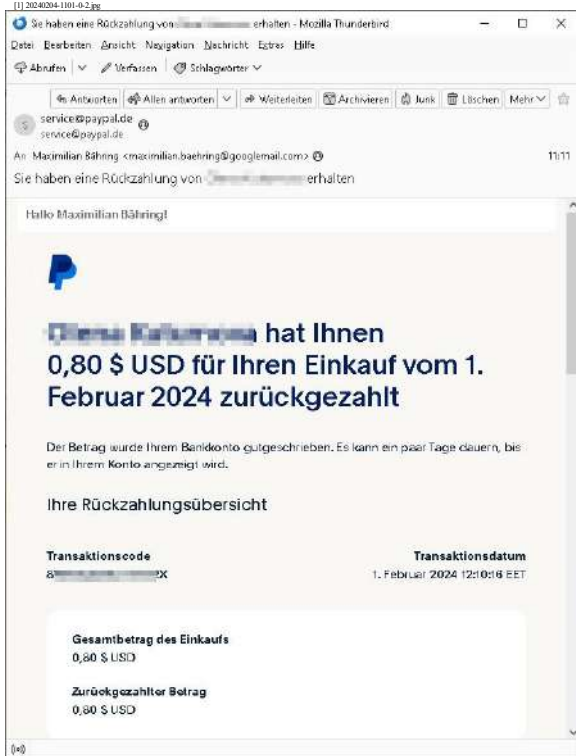 [1] 20240204-1101-0-2.jpg
Sie haben eine Rückzahlung von erhalten - Mozilla Thunderbird
Datei Bearbeiten Ansicht Navigation Nachricht Extras Hilfe
Abrufen Verfassen Schlagwörter
Antworten Allen antworten Weiterleiten Archivieren Junk Löschen Mehr
S service@paypal.de
service@paypal.de
An Maximilian Bähring <maximilian.baehring@googlemail.com> 11:11
Sie haben eine Rückzahlung von erhalten
Hallo Maximilian Bähring!
hat Ihnen
0,80 $ USD für Ihren Einkauf vom 1.
Februar 2024 zurückgezahlt
Der Betrag wurde Ihrem Bankkonto gutgeschrieben. Es kann ein paar Tage dauern, bis
er in Ihrem Konto angezeigt wird.
Ihre Rückzahlungsübersicht
Transaktionscode Transaktionsdatum
1. Februar 2024 12:10:16 EET
Gesamtbetrag des Einkaufs
0,80 $ USD
Zurückgezahlter Betrag
0,80 $ USD